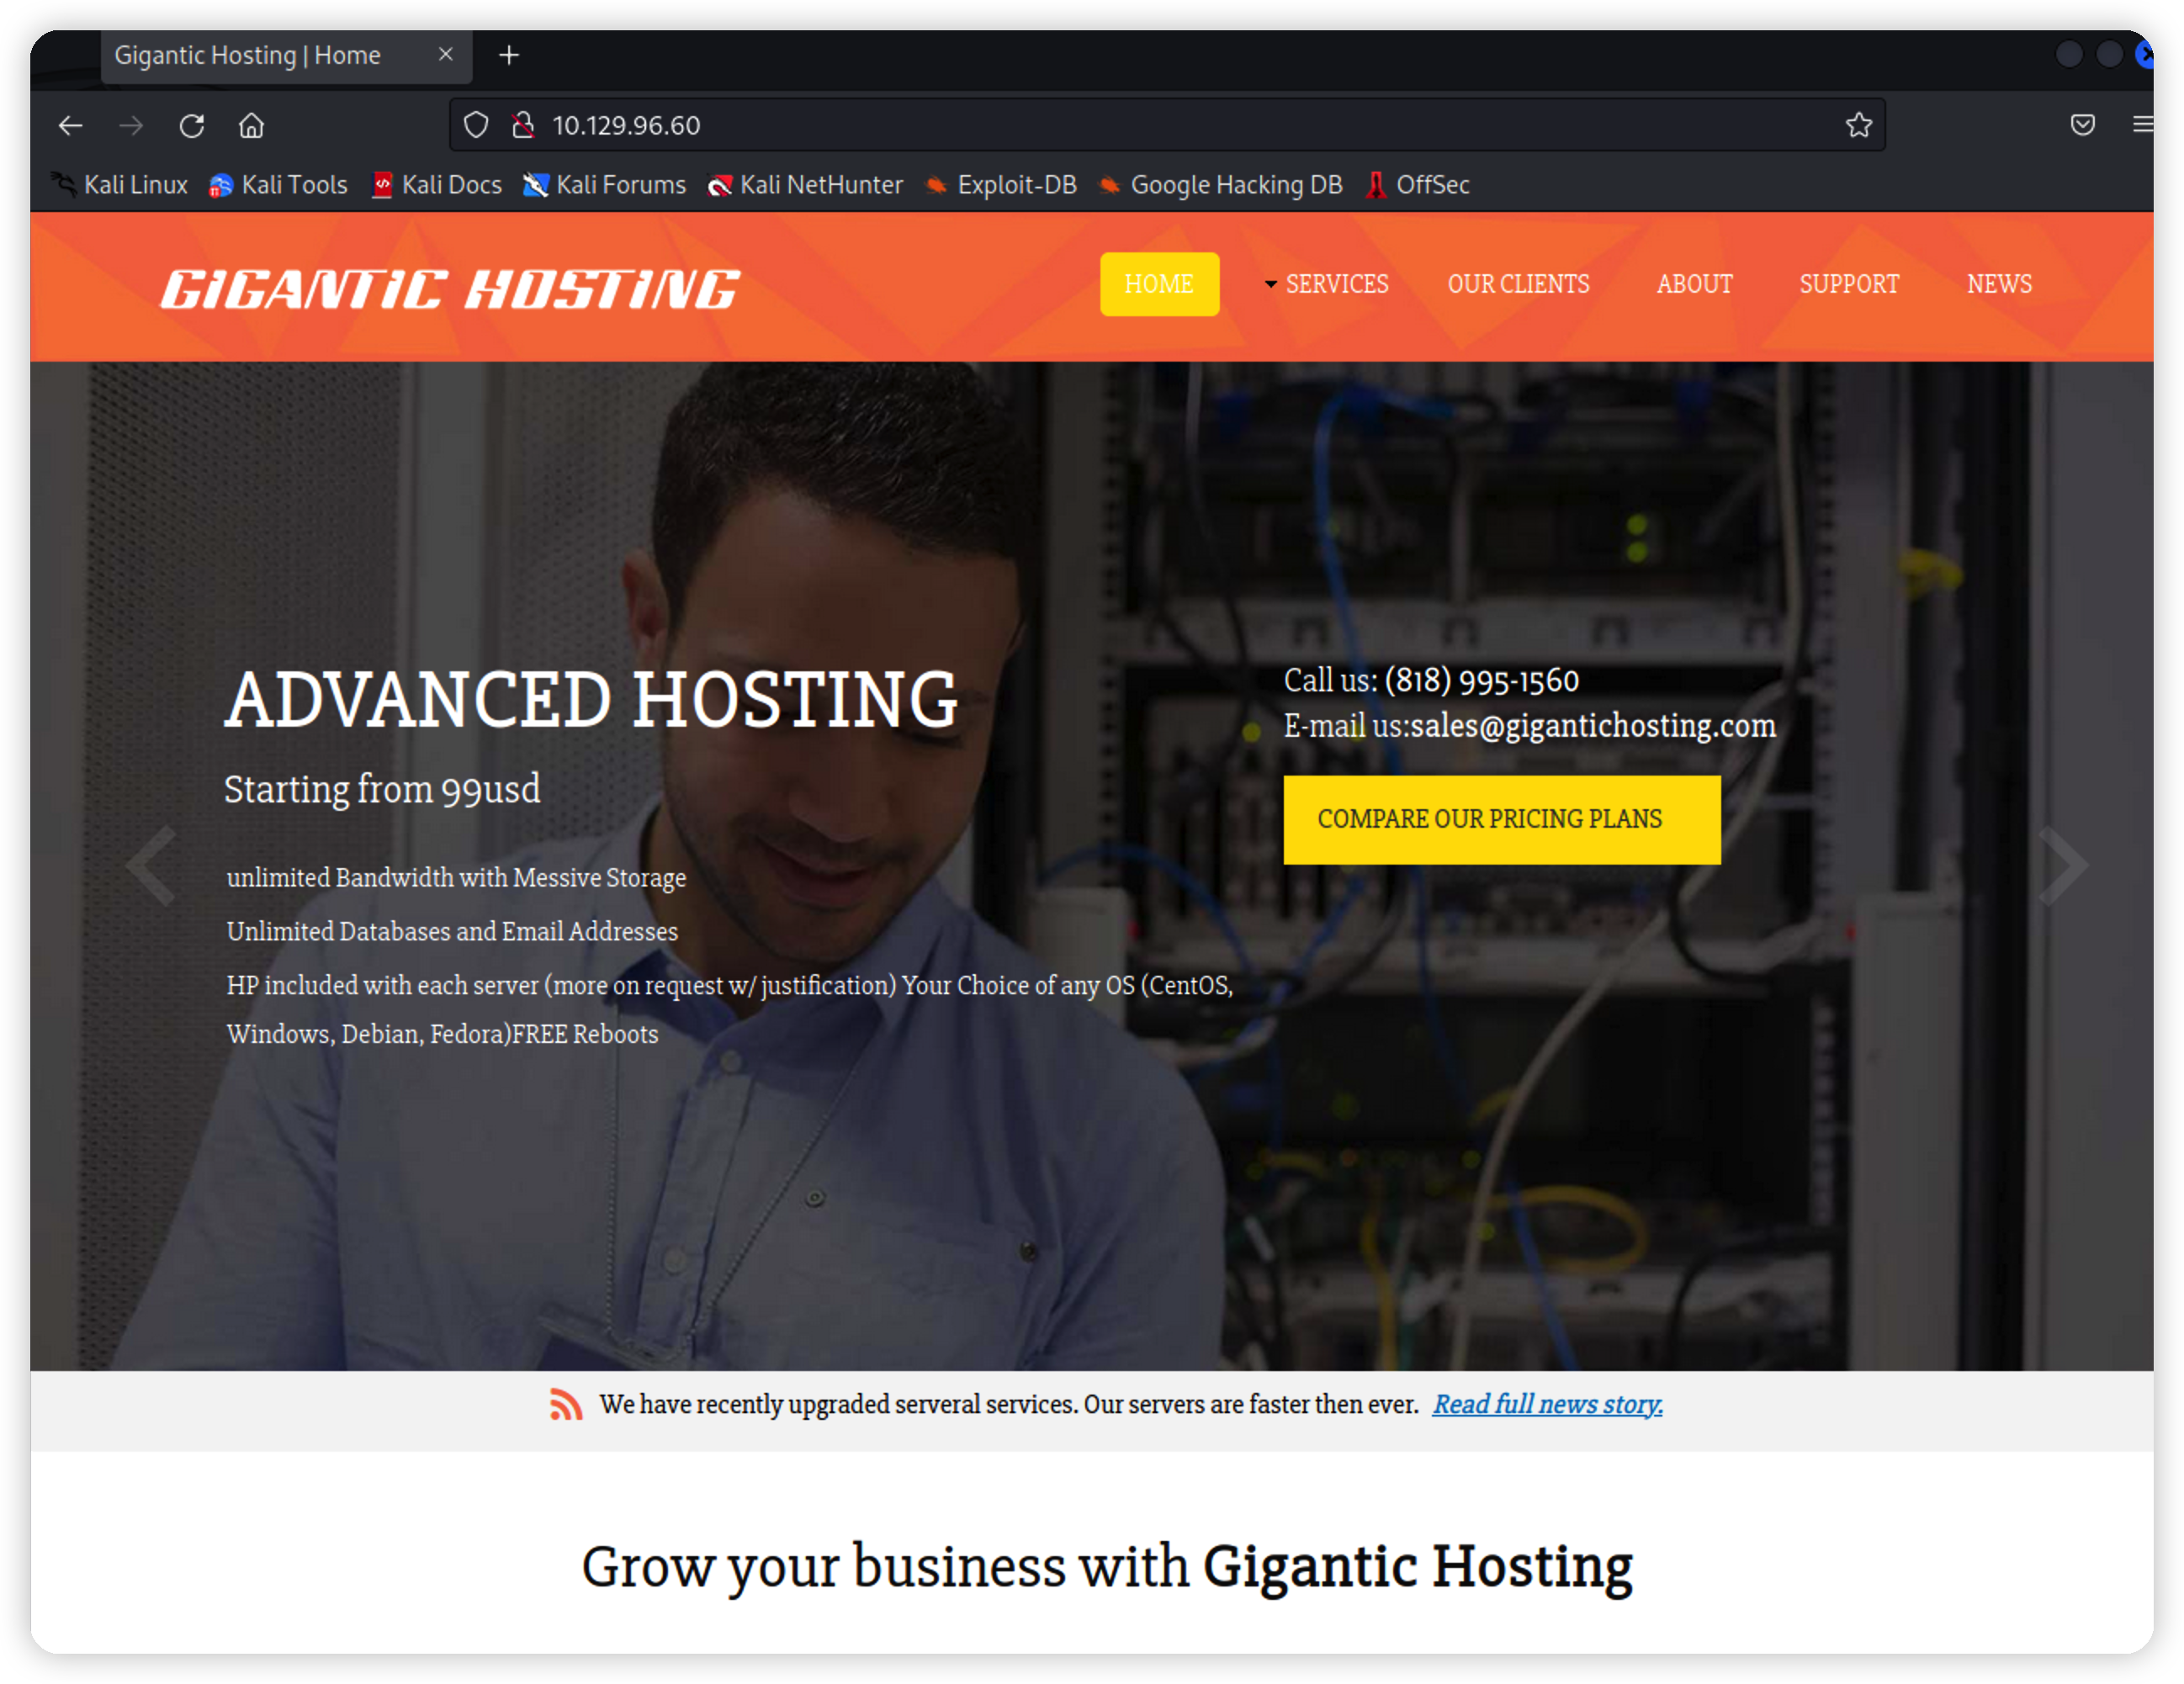 Gigantic Hosting | Home
10.129.96.60
Kali Linux Kali Tools Kali Docs Kali Forums Kali NetHunter Exploit-DB Google Hacking DB OffSec
GIGANTIC HOSTING
HOME SERVICES OUR CLIENTS ABOUT SUPPORT NEWS
ADVANCED HOSTING
Starting from 99usd
unlimited Bandwidth with Messive Storage
Unlimited Databases and Email Addresses
HP included with each server (more on request w/ justification) Your Choice of any OS (CentOS,
Windows, Debian, Fedora)FREE Reboots
Call us: (818) 995-1560
E-mail us:sales@gigantichosting.com
COMPARE OUR PRICING PLANS
We have recently upgraded serveral services. Our servers are faster then ever. Read full news story.
Grow your business with Gigantic Hosting